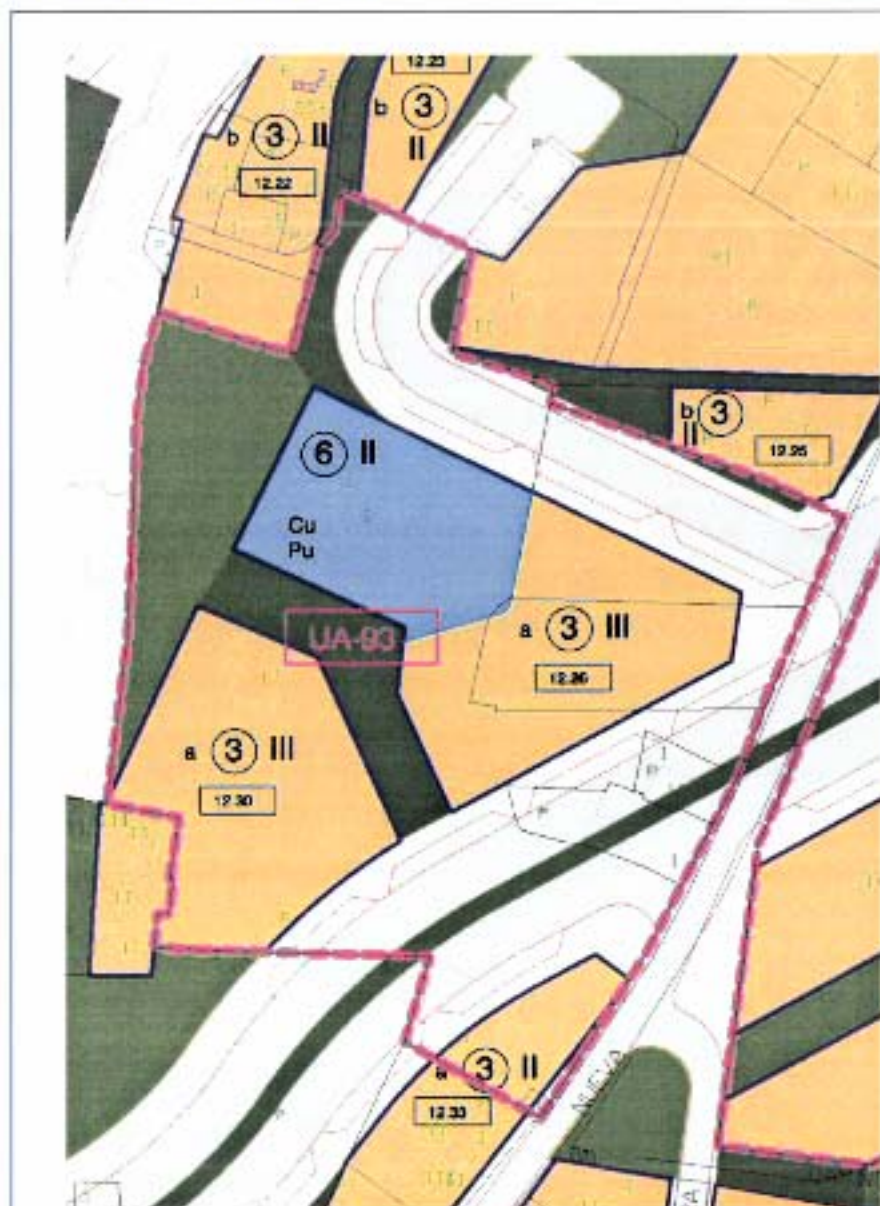 12.23
b 3
II
b 3 II
12.22
b 3
II
12.25
6 II
Cu
Pu
UA-93
a 3 III
12.26
a 3 III
12.30
a 3 II
12.33
NUEVA